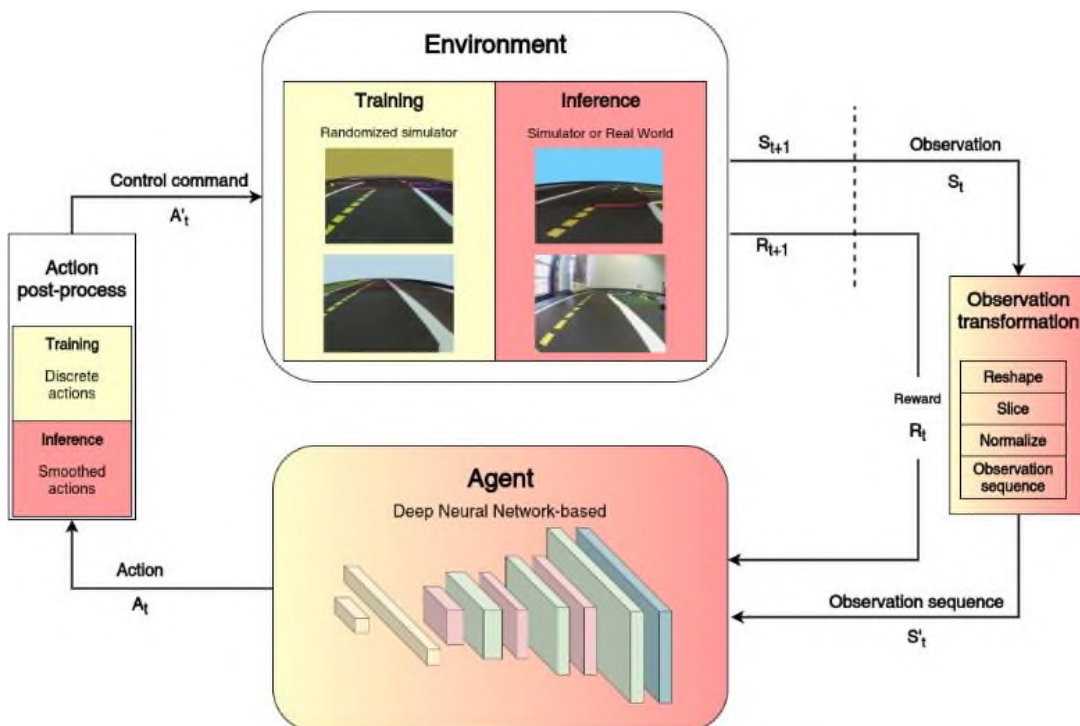 Environment
Training
Randomized simulator
Inference
Simulator or Real World
Control command
A't
St+1
Rt+1
Observation
St
Action
post-process
Training
Discrete
actions
Inference
Smoothed
actions
Observation
transformation
Reshape
Slice
Normalize
Observation
sequence
Reward
Rt
Agent
Deep Neural Network-based
Action
At
Observation sequence
S't